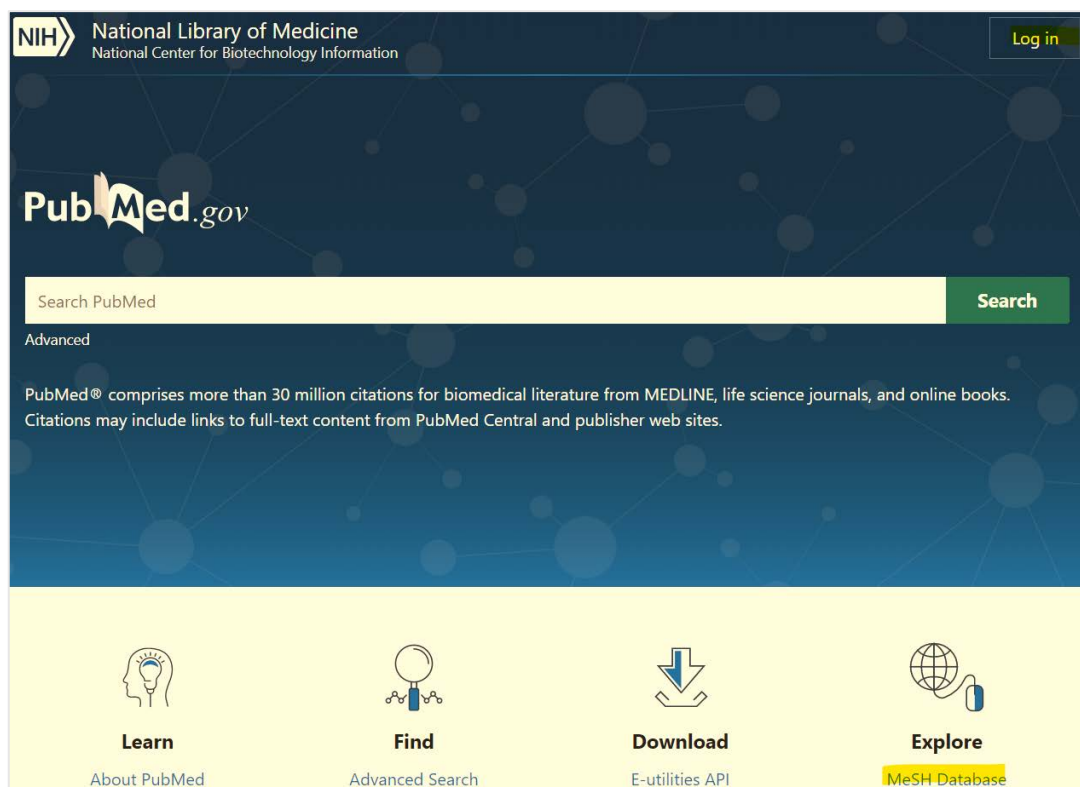 NIH
National Library of Medicine
National Center for Biotechnology Information
Log in
PubMed.gov
Search PubMed
Search
Advanced
PubMed® comprises more than 30 million citations for biomedical literature from MEDLINE, life science journals, and online books.
Citations may include links to full-text content from PubMed Central and publisher web sites.
Learn
Find
Download
Explore
About PubMed
Advanced Search
E-utilities API
MeSH Database